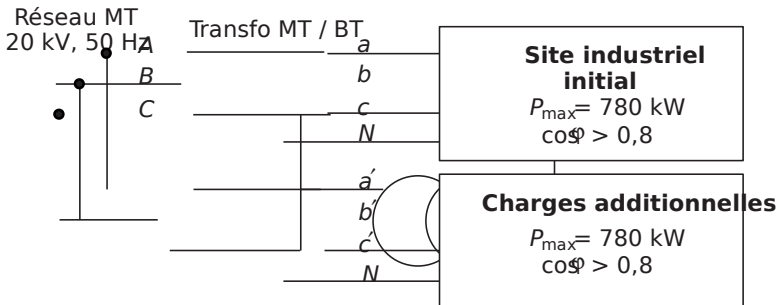 Réseau MT
20 kV, 50 Hz
Transfo MT / BT
A
B
C
a
b
c
N
Site industriel
initial
Pmax= 780 kW
cosφ > 0,8
a′
b′
c′
N
Charges additionnelles
Pmax= 780 kW
cosφ > 0,8